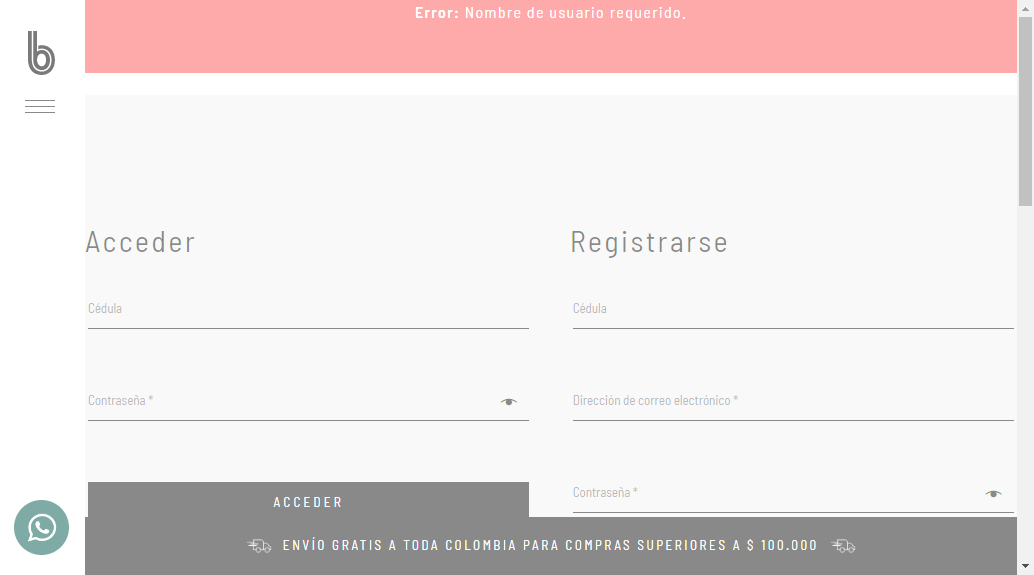 Error: Nombre de usuario requerido.
b
Acceder
Registrarse
Cédula
Cédula
Contraseña *
Dirección de correo electrónico *
ACCEDER
Contraseña *
ENVÍO GRATIS A TODA COLOMBIA PARA COMPRAS SUPERIORES A $ 100.000